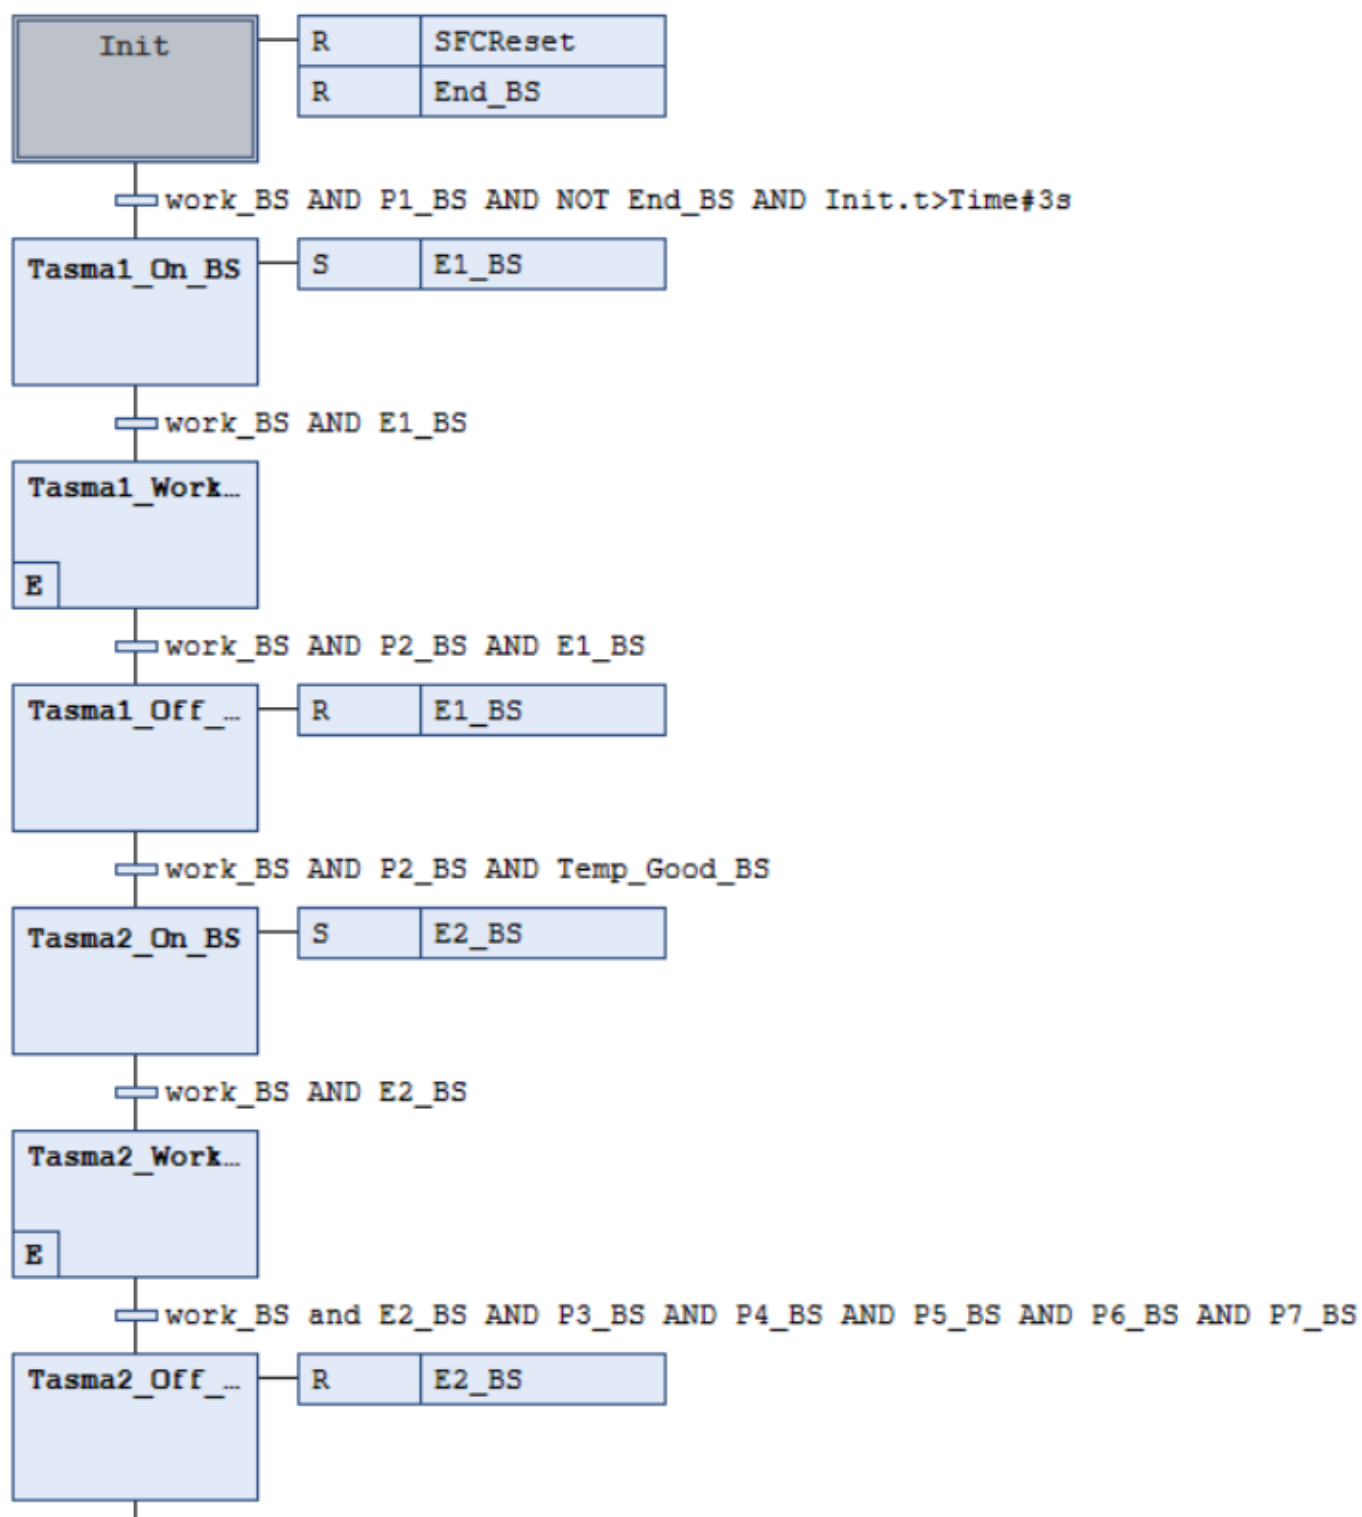 Init
R SFCReset
R End_BS
work_BS AND P1_BS AND NOT End_BS AND Init.t>Time#3s
Tasma1_On_BS
S E1_BS
work_BS AND E1_BS
Tasma1_Work…
E
work_BS AND P2_BS AND E1_BS
Tasma1_Off_…
R E1_BS
work_BS AND P2_BS AND Temp_Good_BS
Tasma2_On_BS
S E2_BS
work_BS AND E2_BS
Tasma2_Work…
E
work_BS and E2_BS AND P3_BS AND P4_BS AND P5_BS AND P6_BS AND P7_BS
Tasma2_Off_…
R E2_BS